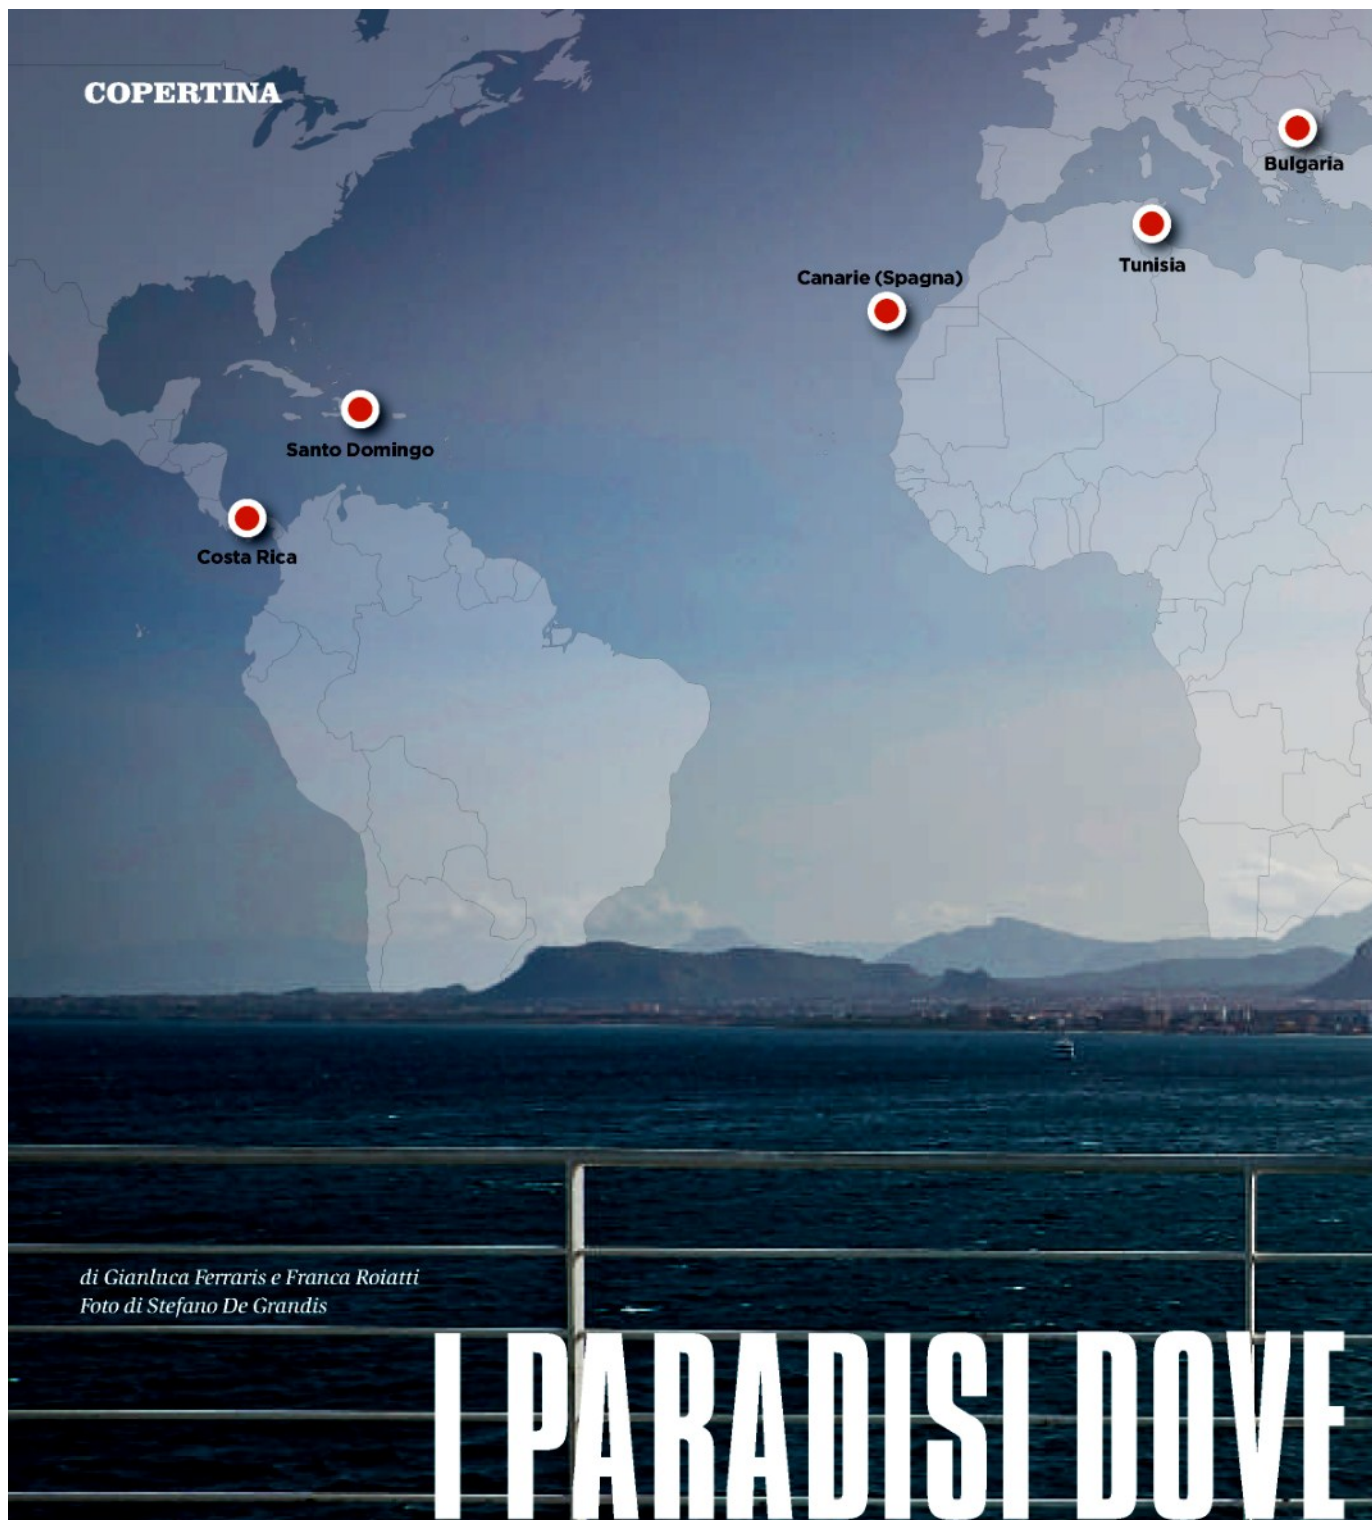 COPERTINA
Bulgaria
Tunisia
Canarie (Spagna)
Santo Domingo
Costa Rica
di Gianluca Ferraris e Franca Roiatti
Foto di Stefano De Grandis
I PARADISI DOVE